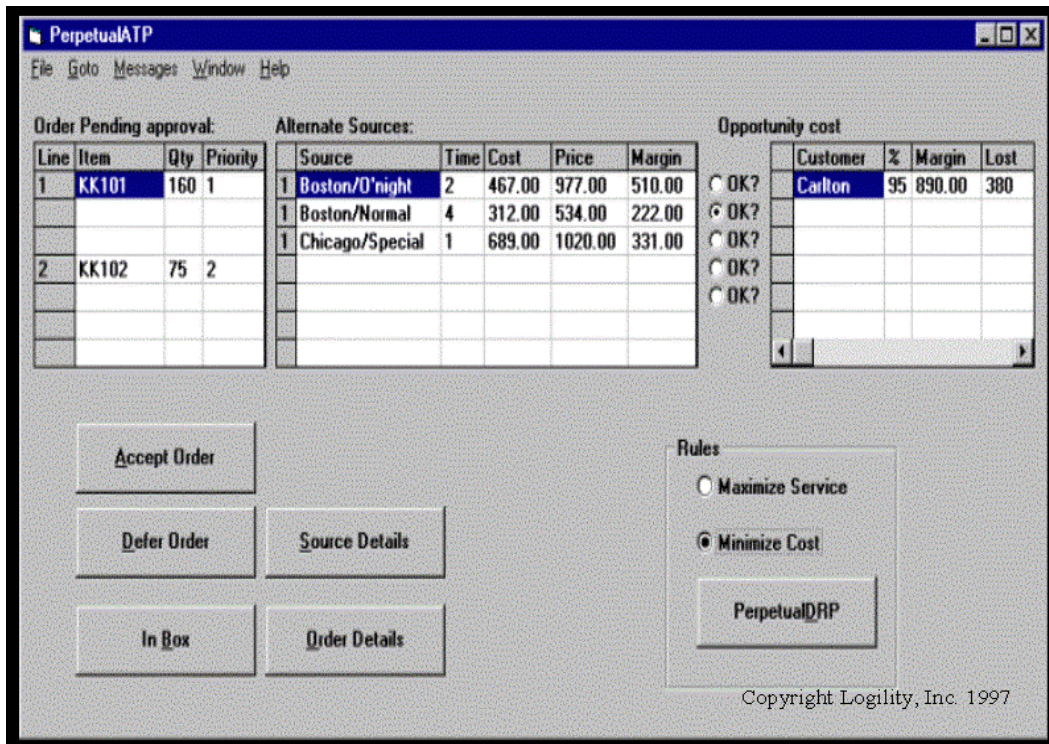 PerpetualATP
File Goto Messages Window Help
Order Pending approval: Alternate Sources: Opportunity cost
Line Item Qty Priority Source Time Cost Price Margin Customer % Margin Lost
1 KK101 160 1 1 Boston/O'night 2 467.00 977.00 510.00 OK? Carlton 95 890.00 380
1 Boston/Normal 4 312.00 534.00 222.00 OK?
1 Chicago/Special 1 689.00 1020.00 331.00 OK?
2 KK102 75 2 OK?
OK?
Accept Order
Rules
Maximize Service
Defer Order Source Details Minimize Cost
PerpetualDRP
In Box Order Details
Copyright Logility, Inc. 1997